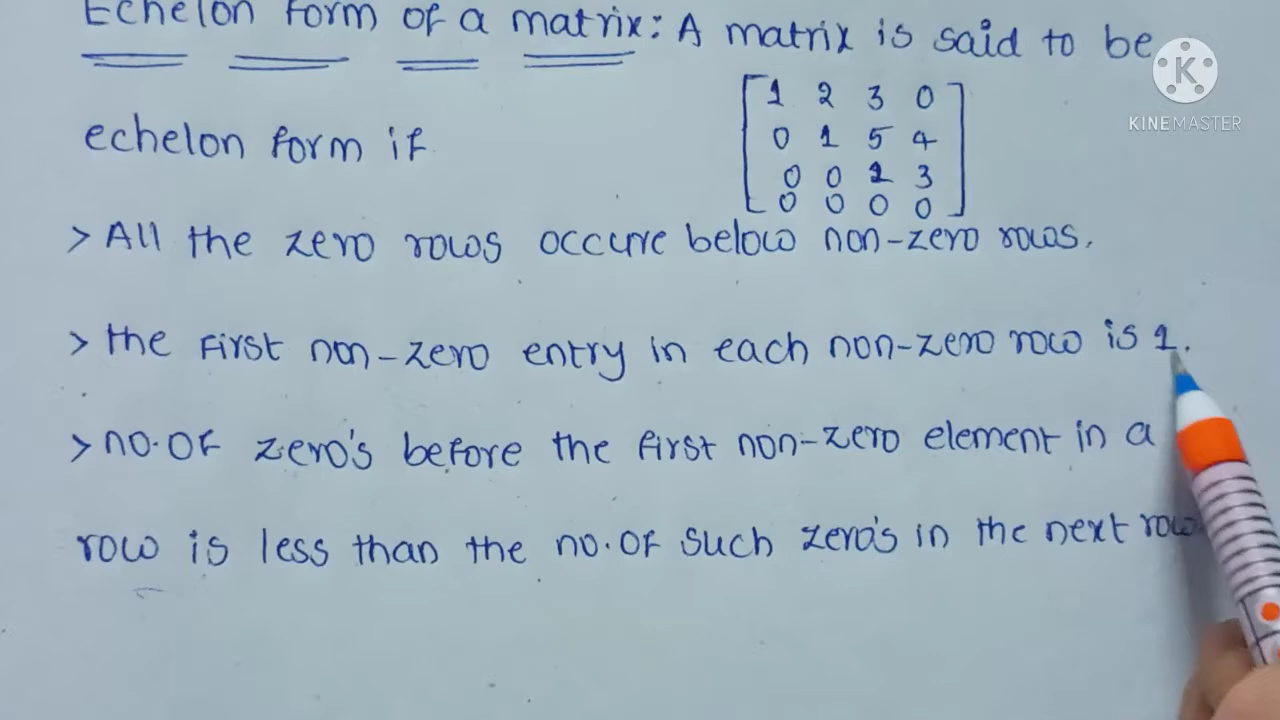 Echelon form of a matrix: A matrix is said to be
echelon form if
1 2 3 0
0 1 5 4
0 0 1 3
0 0 0 0
> All the zero rows occure below non-zero rows.
> the first non-zero entry in each non-zero row is 1.
> no.of zero's before the first non-zero element in a
row is less than the no.of such zero's in the next row
K
KINEMASTER